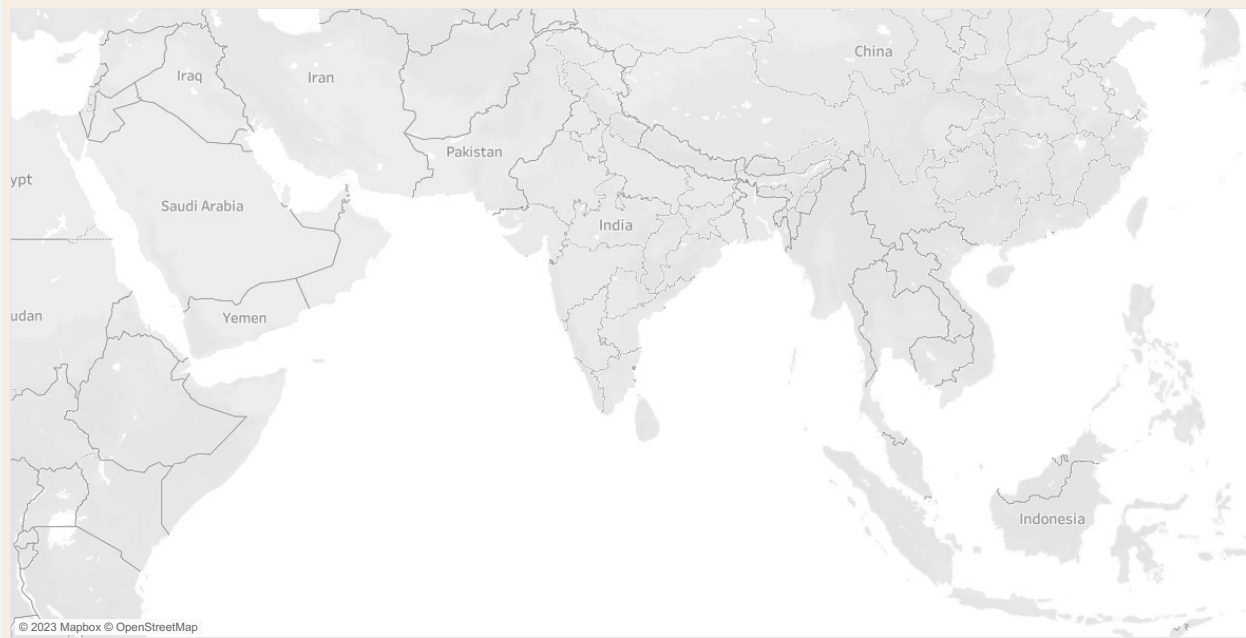 China
Iraq
Iran
Pakistan
ypt
Saudi Arabia
India
udan
Yemen
Indonesia
© 2023 Mapbox © OpenStreetMap